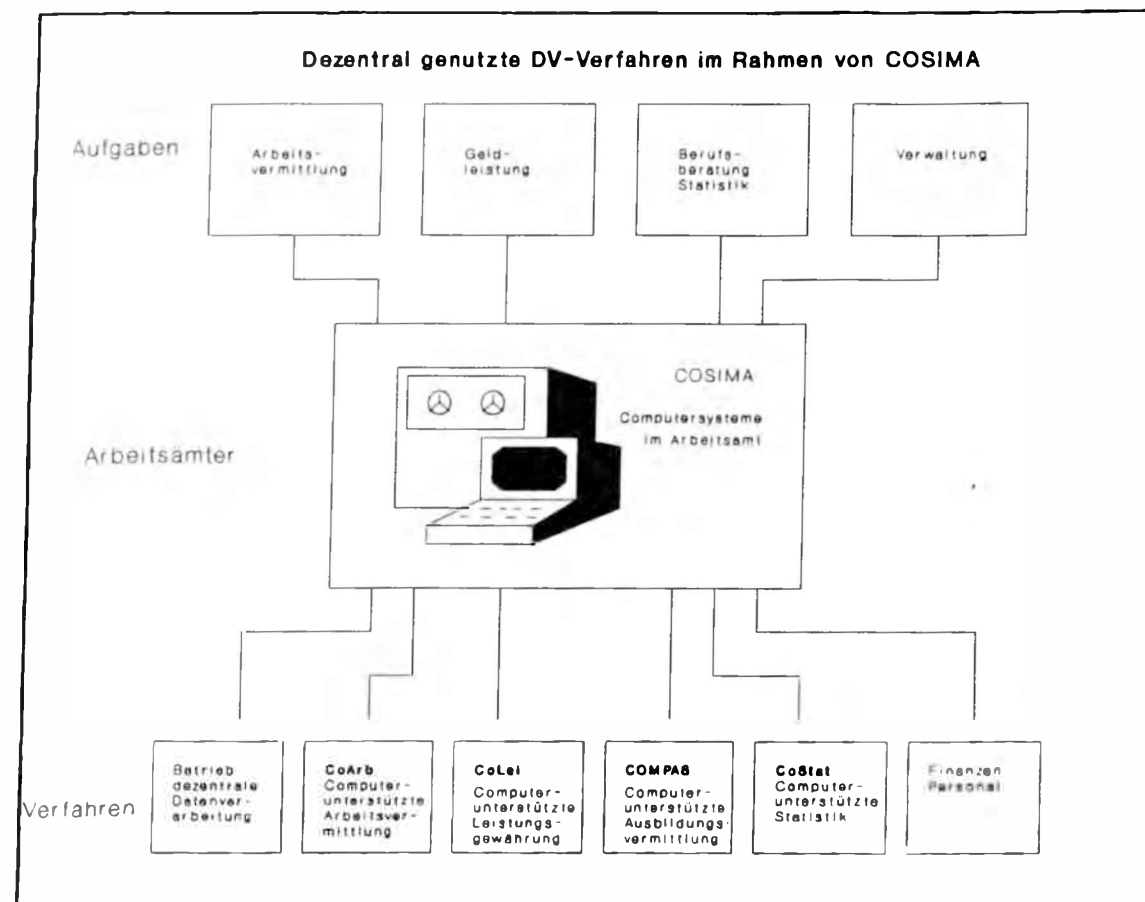 Dezentral genutzte DV-Verfahren im Rahmen von COSIMA
Aufgaben
Arbeits-
vermittlung
Geld-
leistung
Berufs-
beratung
Statistik
Verwaltung
Arbeitsämter
COSIMA
Computersysteme
im Arbeitsamt
Verfahren
Betrieb
dezentrale
Datenver-
arbeitung
CoArb
Computer-
unterstützte
Arbeitsver-
mittlung
CoLei
Computer-
unterstützte
Leistungs-
gewährung
COMPAS
Computer-
unterstützte
Ausbildungs-
vermittlung
CoStat
Computer-
unterstützte
Statistik
Finanzen
Personal